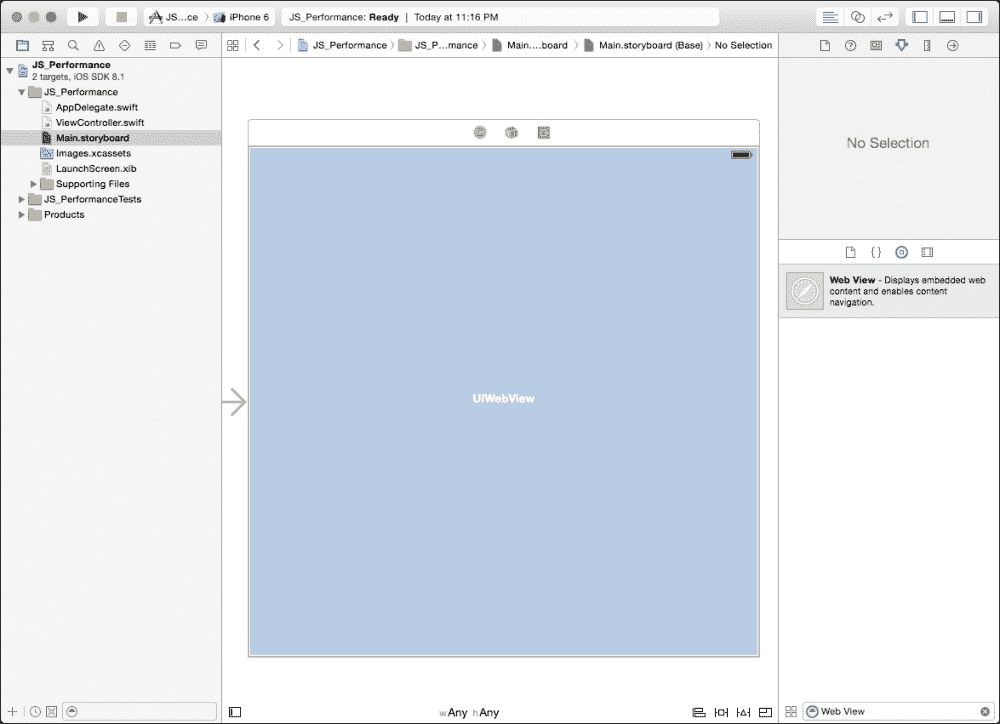 JS...ce 〉 iPhone 6
JS_Performance: Ready | Today at 11:16 PM
JS_Performance 〉 JS_P...mance 〉 Main....board 〉 Main.storyboard (Base) 〉 No Selection
JS_Performance
2 targets, iOS SDK 8.1
JS_Performance
AppDelegate.swift
ViewController.swift
Main.storyboard
Images.xcassets
LaunchScreen.xib
Supporting Files
JS_PerformanceTests
Products
UIWebView
wAny hAny
No Selection
Web View - Displays embedded web
content and enables content
navigation.
Web View